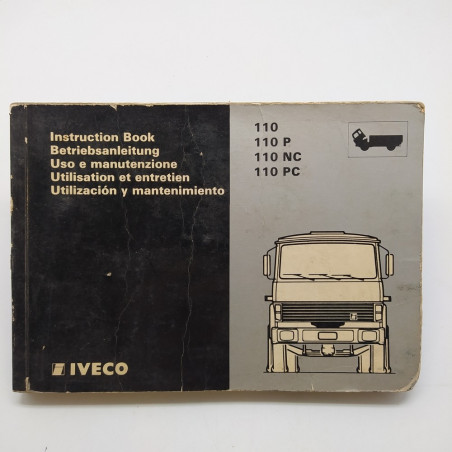 Instruction Book
Betriebsanleitung
Uso e manutenzione
Utilisation et entretien
Utilización y mantenimiento
IVECO
110
110 P
110 NC
110 PC